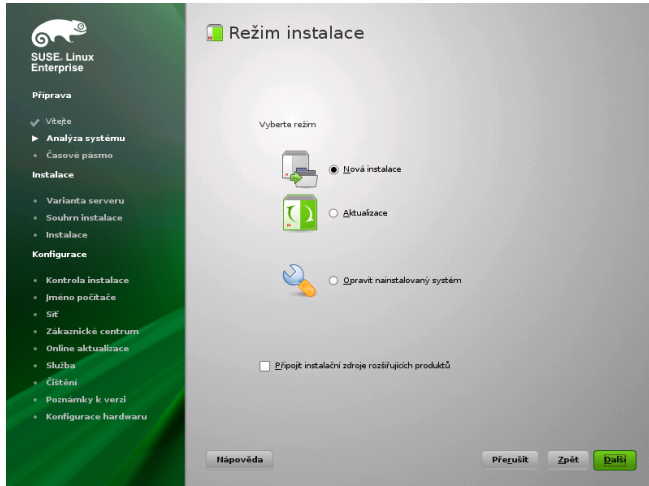 SUSE. Linux
Enterprise
Příprava
Vítejte
Analýza systému
Časové pásmo
Instalace
Varianta serveru
Souhrn instalace
Instalace
Konfigurace
Kontrola instalace
Jméno počítače
Síť
Zákaznické centrum
Online aktualizace
Služba
Čištění
Poznámky k verzi
Konfigurace hardwaru
Režim instalace
Vyberte režim
Nová instalace
Aktualizace
Opravit nainstalovaný systém
Připojit instalační zdroje rozšiřujících produktů
Nápověda
Přerušit
Zpět
Další